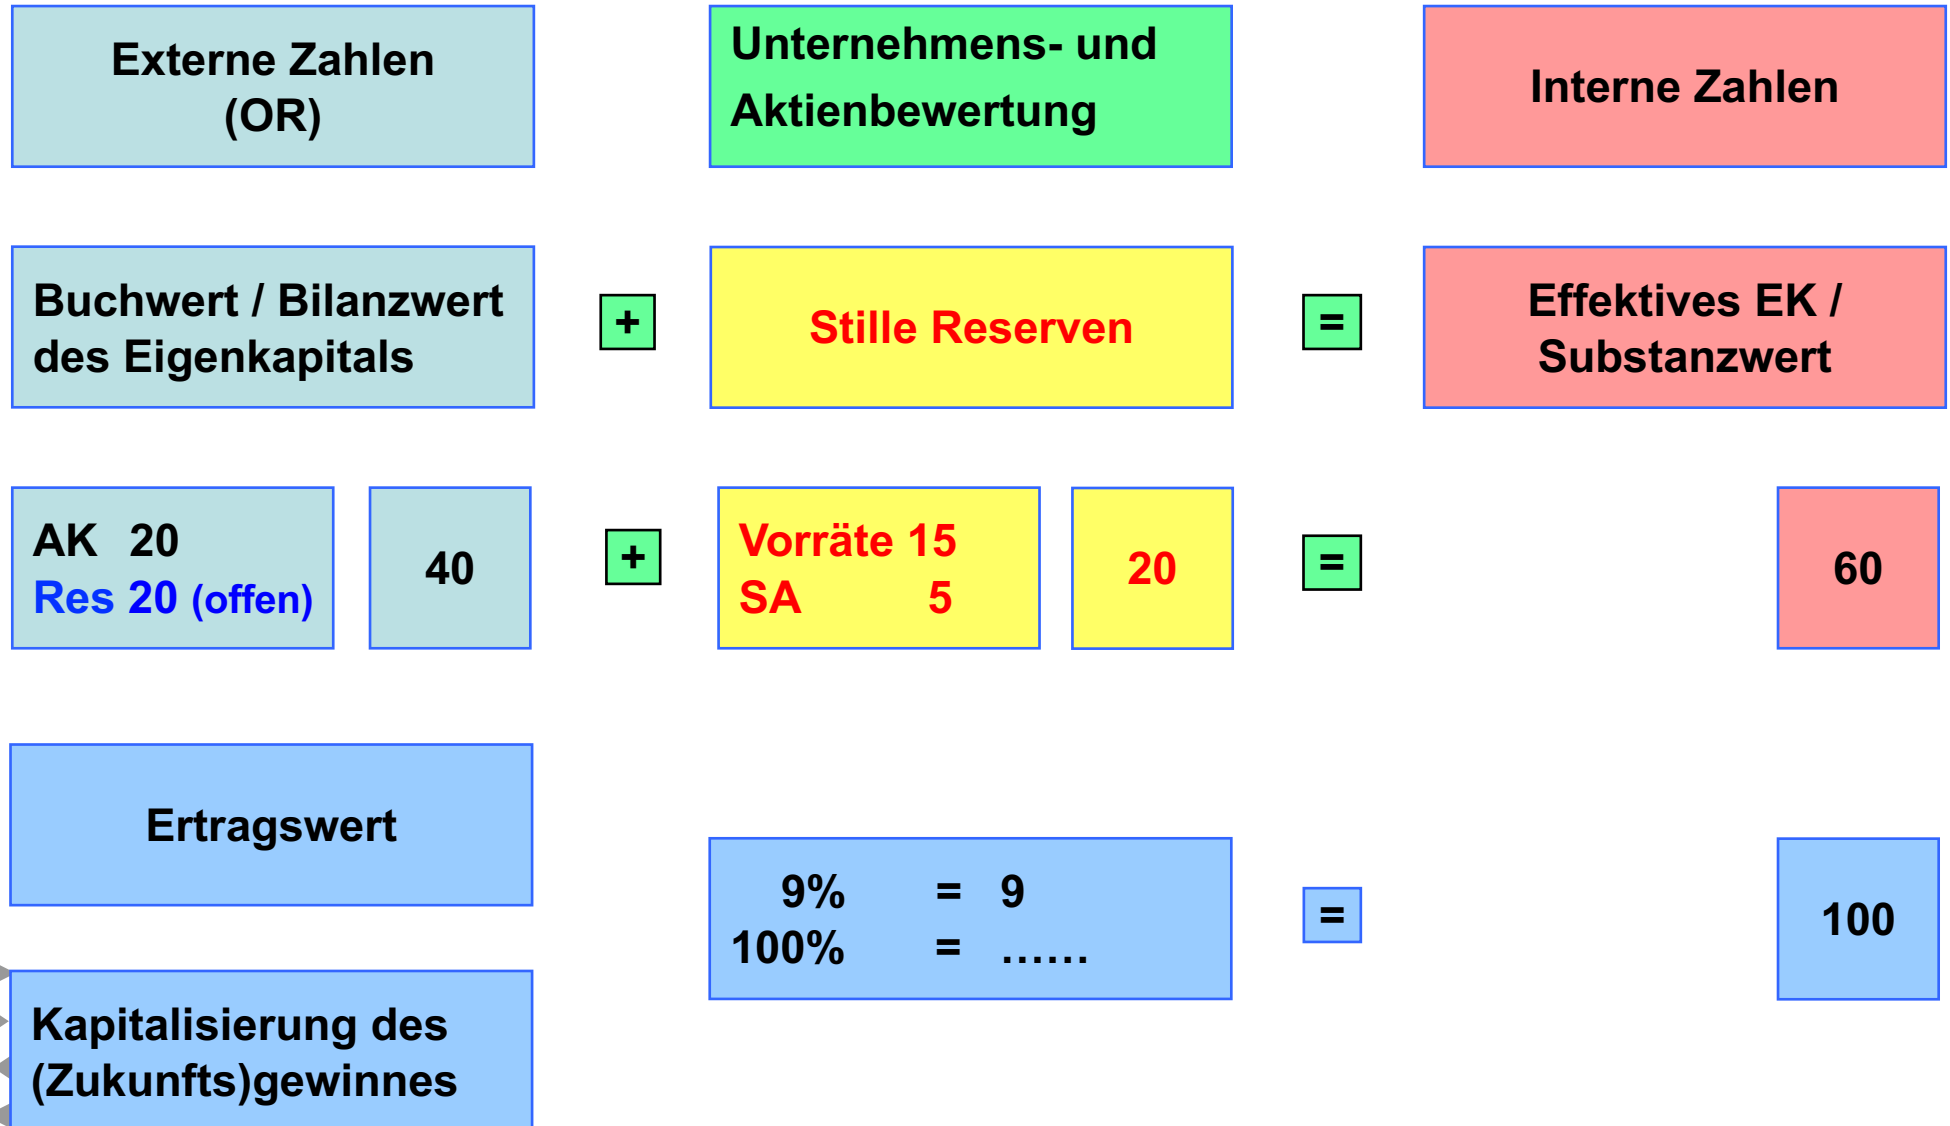 Externe Zahlen
(OR)
Unternehmens- und
Aktienbewertung
Interne Zahlen
Buchwert / Bilanzwert
des Eigenkapitals
+
Stille Reserven
=
Effektives EK /
Substanzwert
AK 20
Res 20 (offen)
40
+
Vorräte 15
SA 5
20
=
60
Ertragswert
9% = 9
100% = ……
=
100
Kapitalisierung des
(Zukunfts)gewinnes